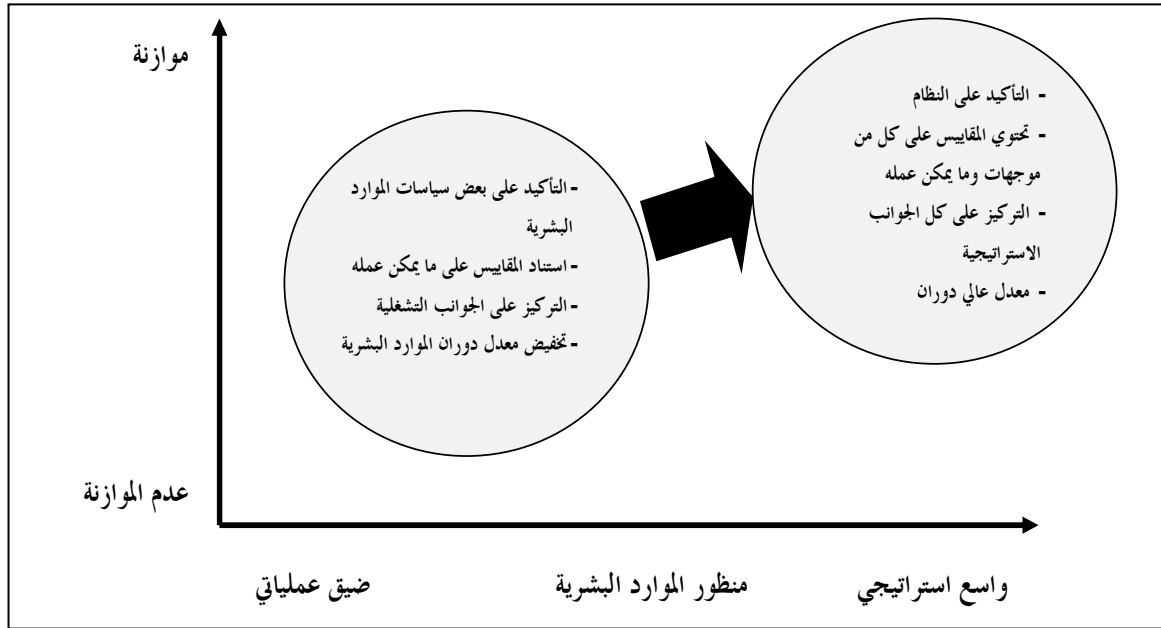 موازنة
- التأكيد على النظام
- تحتوي المقاييس على كل من
موجهات وما يمكن عمله
- التركيز على كل الجوانب
الاستراتيجية
- معدل عالي دوران
- التأكيد على بعض سياسات الموارد
البشرية
- استناد المقاييس على ما يمكن عمله
- التركيز على الجوانب التشغلية
- تخفيض معدل دوران الموارد البشرية
عدم الموازنة
واسع استراتيجي
منظور الموارد البشرية
ضيق عملياتي